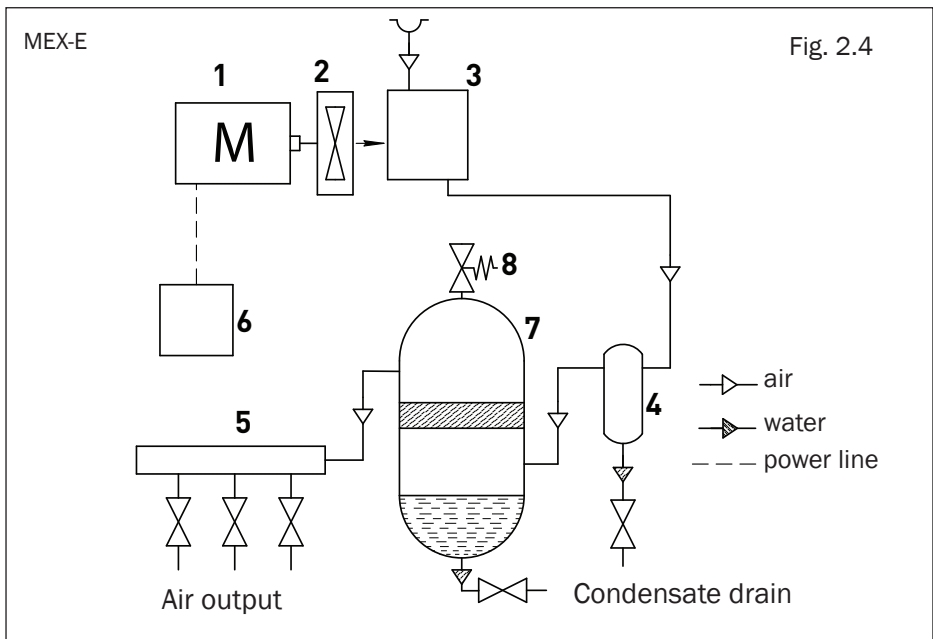 MEX-E
Fig. 2.4
1
2
3
M
8
6
7
4
air
water
power line
5
Air output
Condensate drain